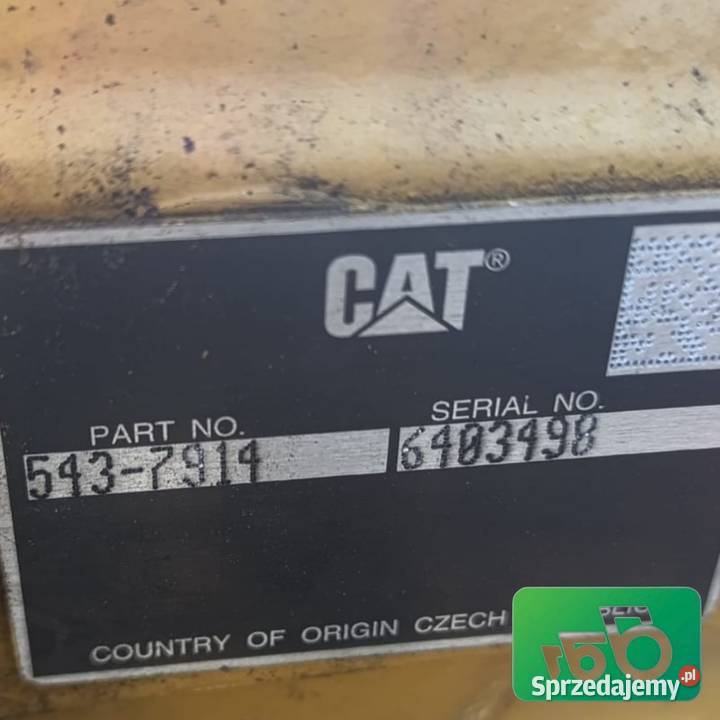 CAT®
PART NO.
SERIAL NO.
543-7914
6403498
COUNTRY OF ORIGIN CZECH
Sprzedajemy.pl